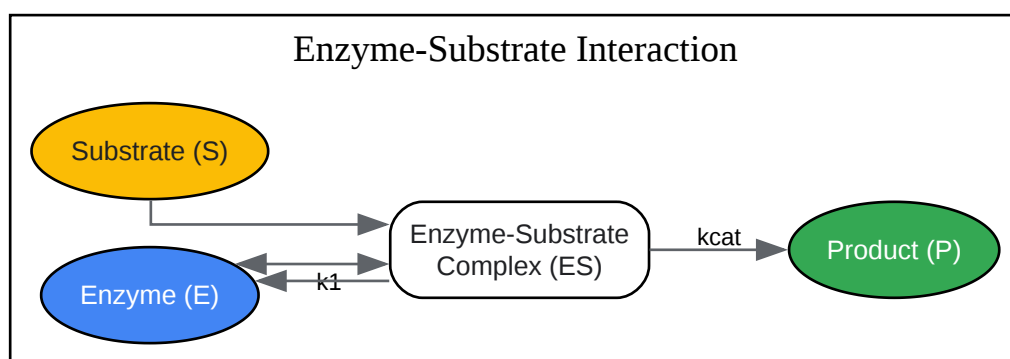 Enzyme-Substrate Interaction
Substrate (S)
Enzyme-Substrate
Complex (ES)
kcat
Product (P)
k1
Enzyme (E)